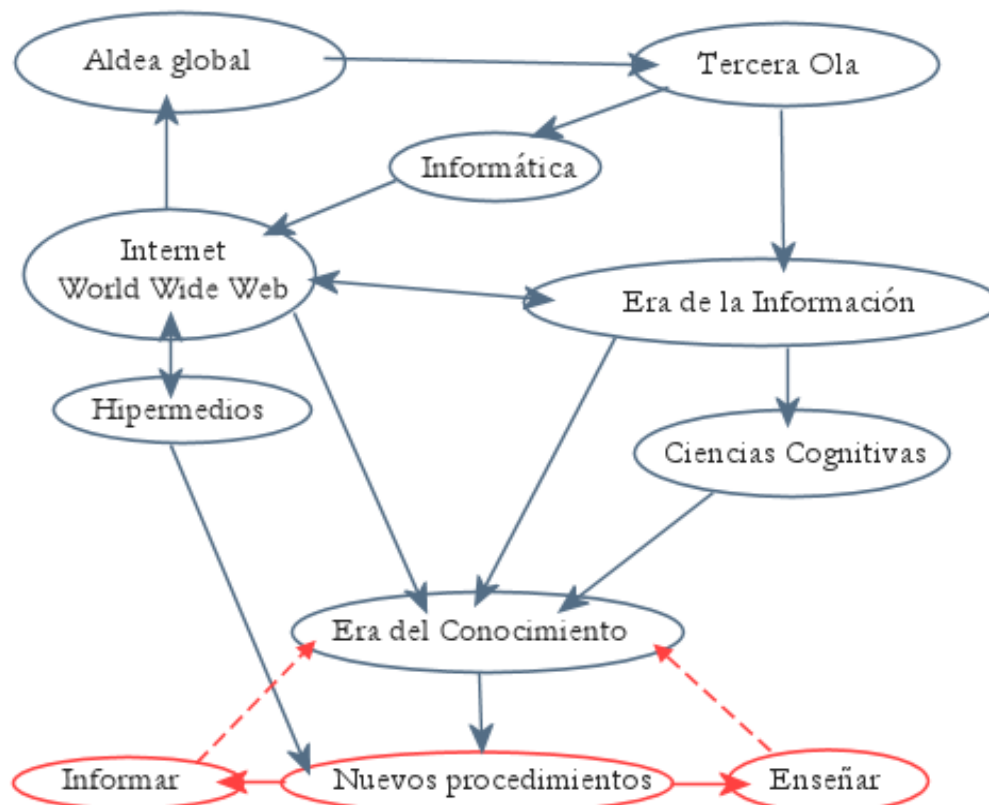 Aldea global
Tercera Ola
Informática
Internet
World Wide Web
Era de la Información
Hipermedios
Ciencias Cognitivas
Era del Conocimiento
Informar
Nuevos procedimientos
Enseñar